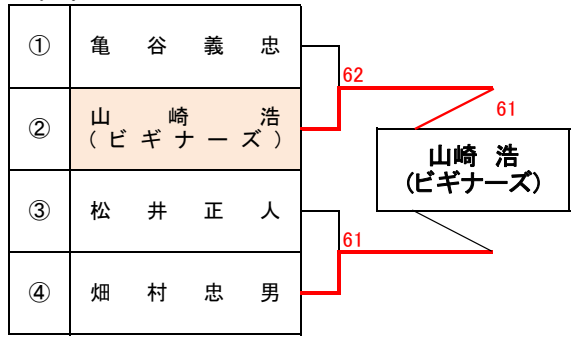 ① 亀谷義忠
② 山崎浩
(ビギナーズ)
③ 松井正人
④ 畑村忠男
62
61
61
山崎 浩
(ビギナーズ)